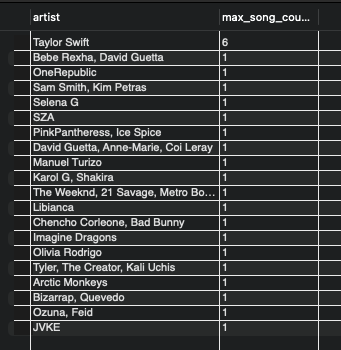 artist max_song_cou...
Taylor Swift 6
Bebe Rexha, David Guetta 1
OneRepublic 1
Sam Smith, Kim Petras 1
Selena G 1
SZA 1
PinkPantheress, Ice Spice 1
David Guetta, Anne-Marie, Coi Leray 1
Manuel Turizo 1
Karol G, Shakira 1
The Weeknd, 21 Savage, Metro Bo... 1
Libianca 1
Chencho Corleone, Bad Bunny 1
Imagine Dragons 1
Olivia Rodrigo 1
Tyler, The Creator, Kali Uchis 1
Arctic Monkeys 1
Bizarrap, Quevedo 1
Ozuna, Feid 1
JVKE 1